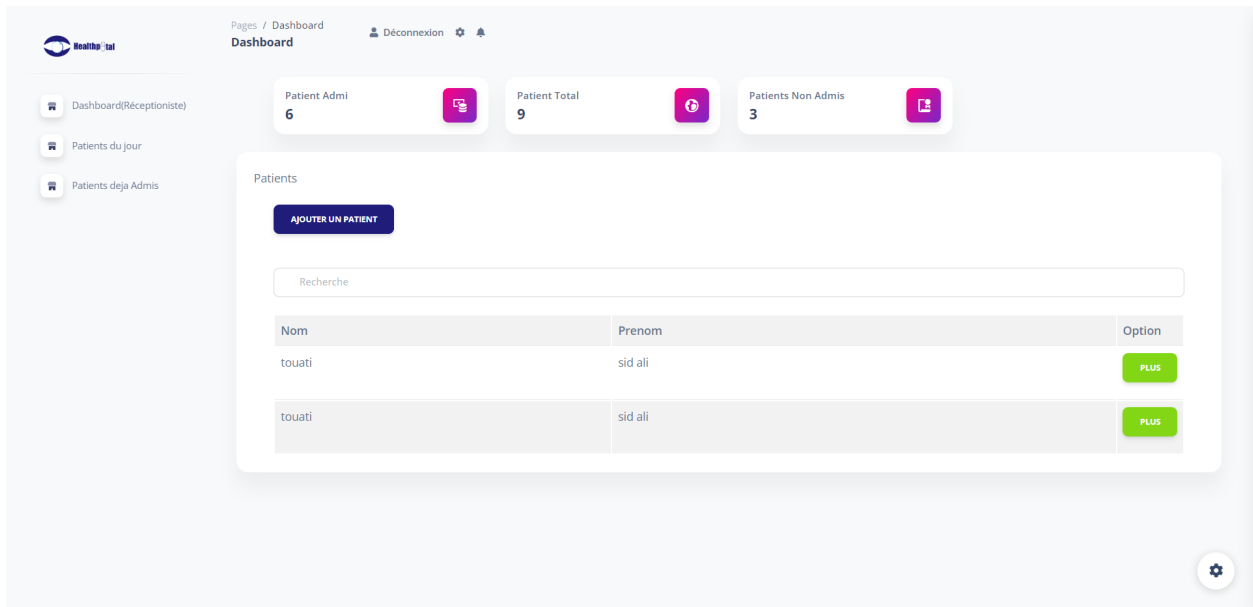 Healthpital
Dashboard(Réceptioniste)
Patients du jour
Patients deja Admis
Pages / Dashboard
Dashboard
Déconnexion
Patient Admi
6
Patient Total
9
Patients Non Admis
3
Patients
AJOUTER UN PATIENT
Recherche
Nom Prenom Option
touati sid ali PLUS
touati sid ali PLUS